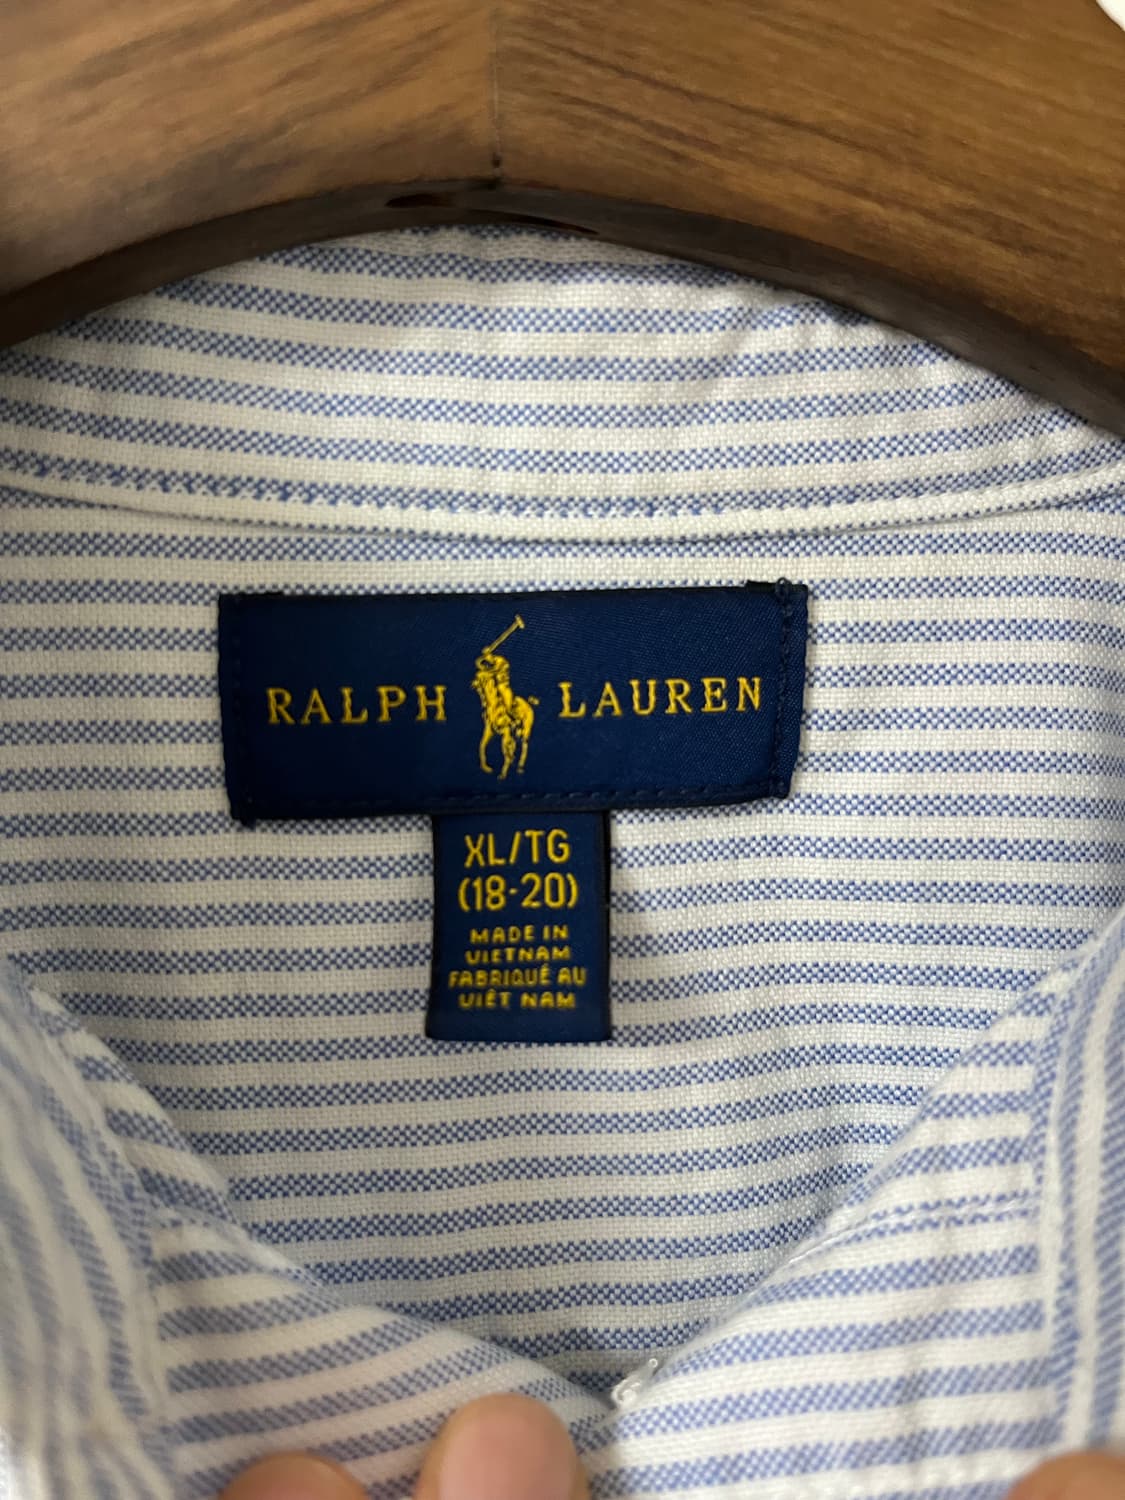 RALPH LAUREN
XL/TG
(18-20)
MADE IN
VIETNAM
FABRIQUÉ AU
VIÊT NAM